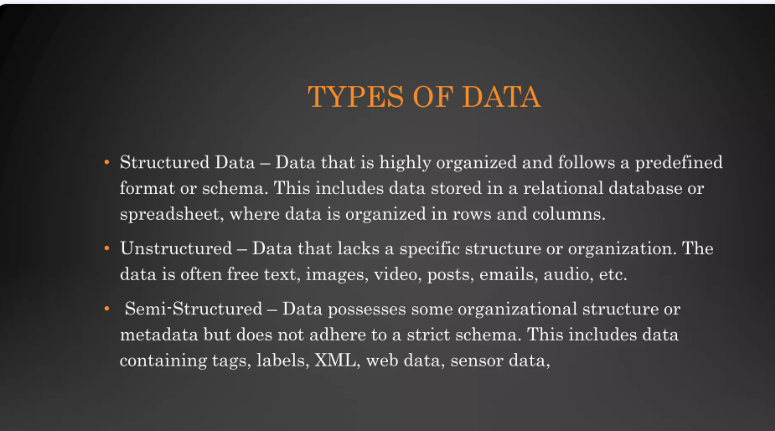 TYPES OF DATA
• Structured Data – Data that is highly organized and follows a predefined
format or schema. This includes data stored in a relational database or
spreadsheet, where data is organized in rows and columns.
• Unstructured – Data that lacks a specific structure or organization. The
data is often free text, images, video, posts, emails, audio, etc.
• Semi-Structured – Data possesses some organizational structure or
metadata but does not adhere to a strict schema. This includes data
containing tags, labels, XML, web data, sensor data,